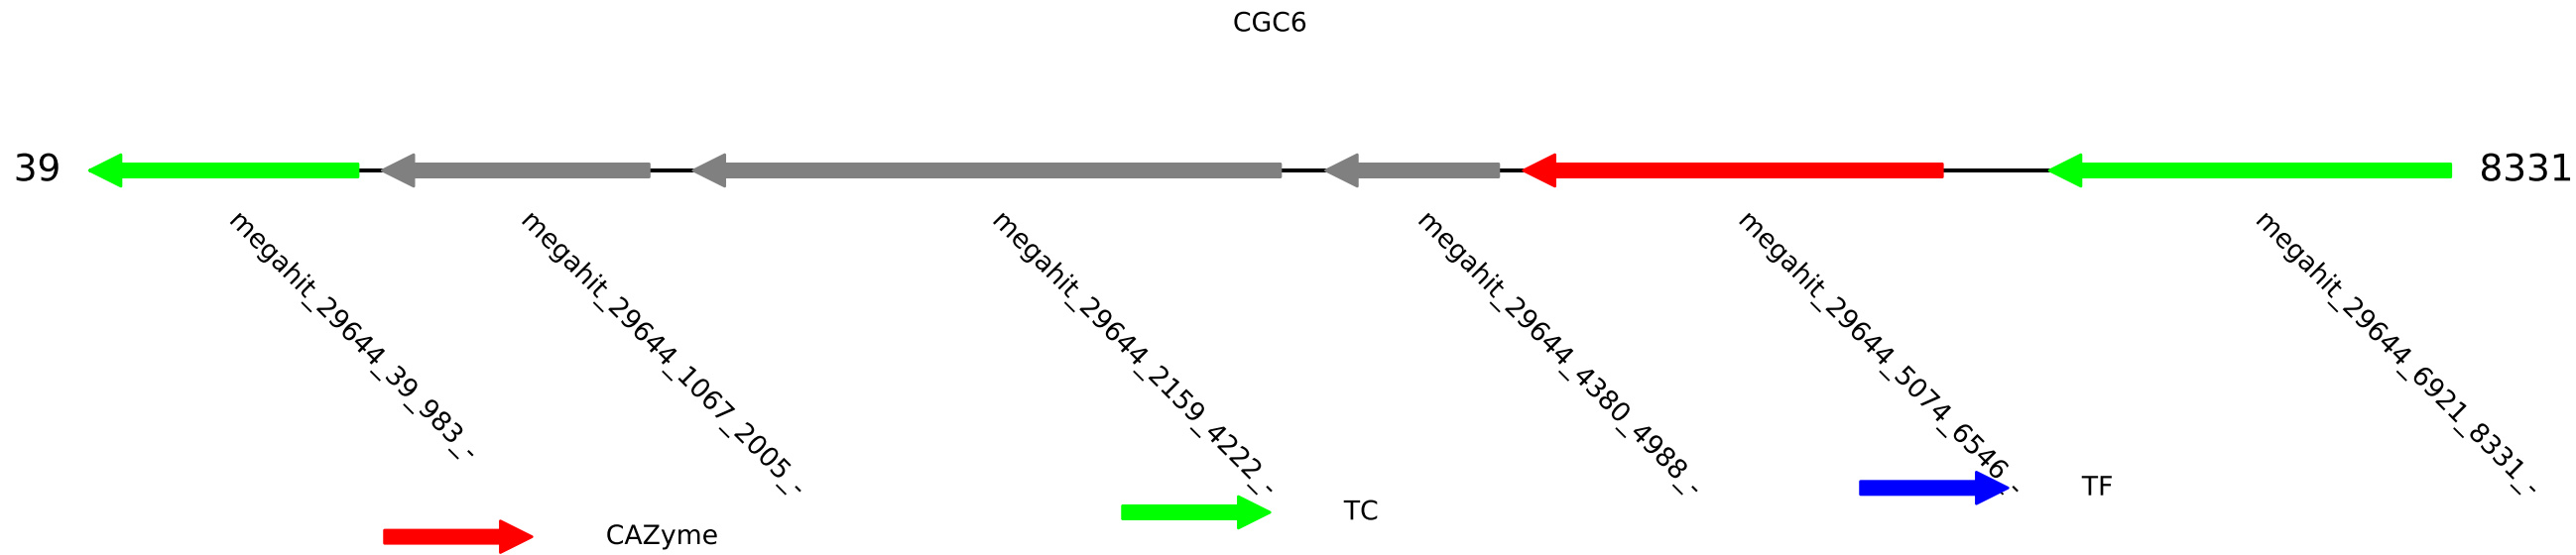 CGC6
39
8331
megahit_29644_39_983_-
megahit_29644_1067_2005_-
megahit_29644_2159_4222_-
megahit_29644_4380_4988_-
megahit_29644_5074_6546_-
megahit_29644_6921_8331_-
CAZyme
TC
TF